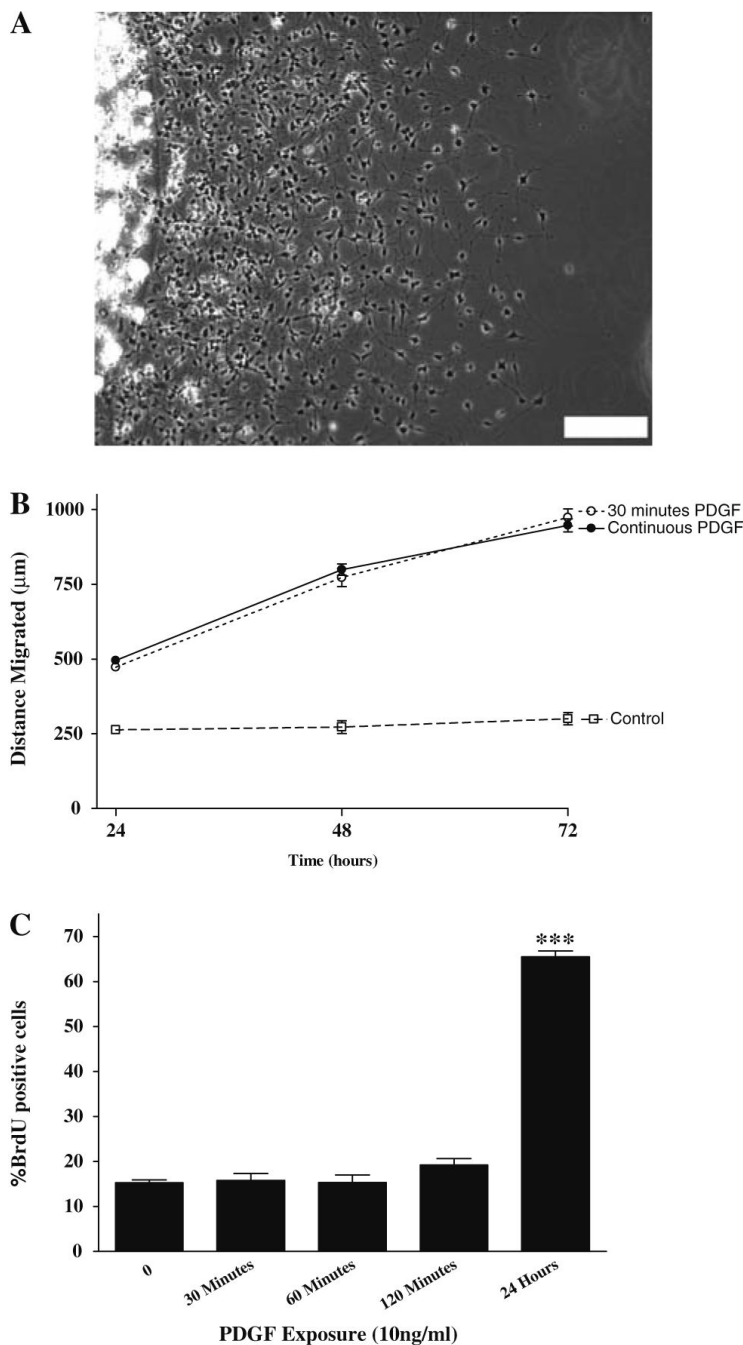 A
B
1000
750
500
250
0
Distance Migrated (μm)
30 minutes PDGF
Continuous PDGF
Control
24 48 72
Time (hours)
C
70
60
50
40
30
20
10
0
%BrdU positive cells
***
0 30 Minutes 60 Minutes 120 Minutes 24 Hours
PDGF Exposure (10ng/ml)